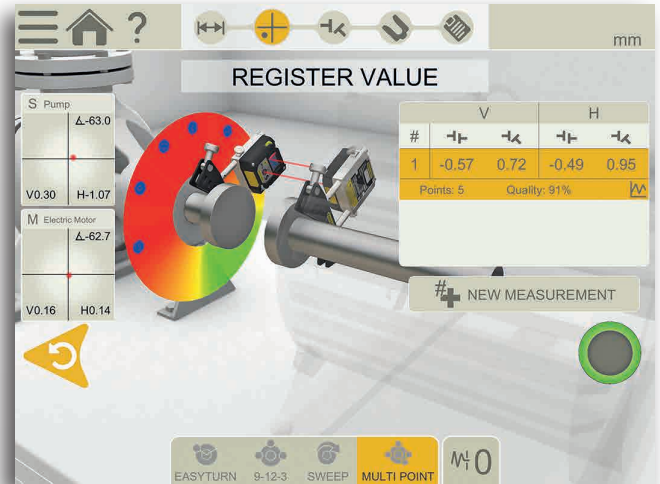 ?
mm
REGISTER VALUE
S Pump
∠-63.0
V0.30 H-1.07
M Electric Motor
∠-62.7
V0.16 H0.14
V H
#
1 -0.57 0.72 -0.49 0.95
Points: 5 Quality: 91%
# NEW MEASUREMENT
EASYTURN 9-12-3 SWEEP MULTI POINT
0